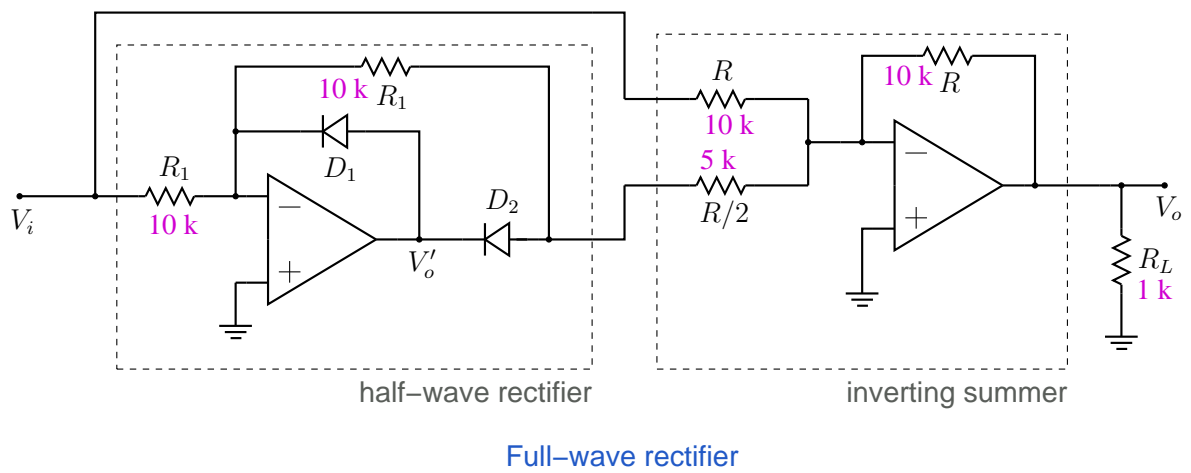 10 k
R₁
D₁
R₁
10 k
Vᵢ
−
+
V′ₒ
D₂
half−wave rectifier
R
10 k
5 k
R/2
10 k
R
−
+
Vₒ
R_L
1 k
inverting summer
Full−wave rectifier